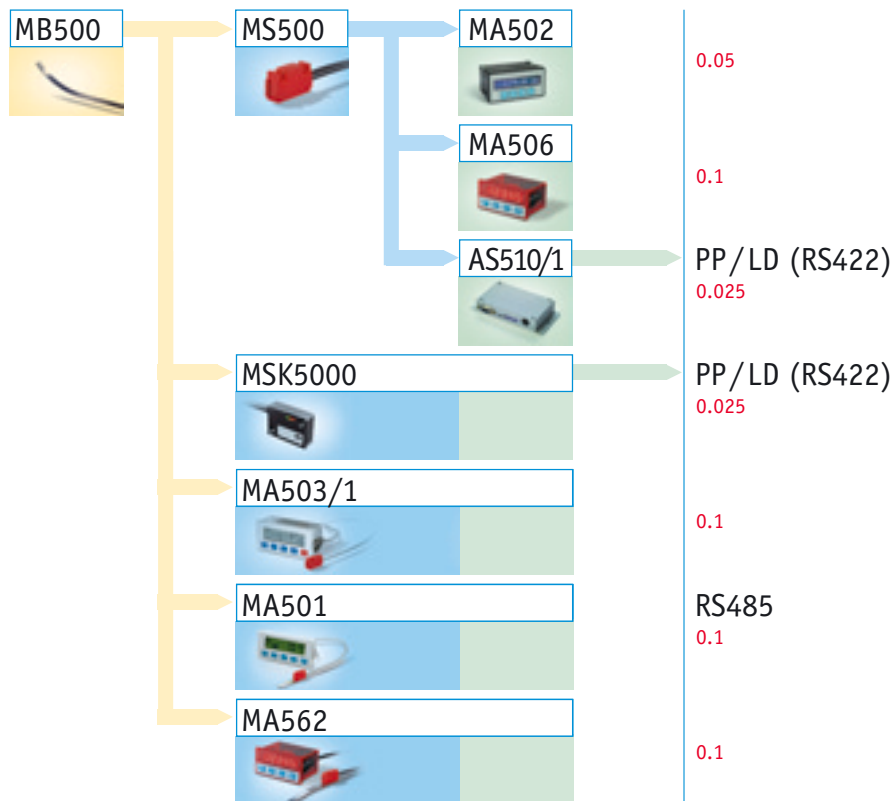 MB500
MS500
MA502
0.05
MA506
0.1
AS510/1
PP/LD (RS422)
0.025
MSK5000
PP/LD (RS422)
0.025
MA503/1
0.1
MA501
RS485
0.1
MA562
0.1